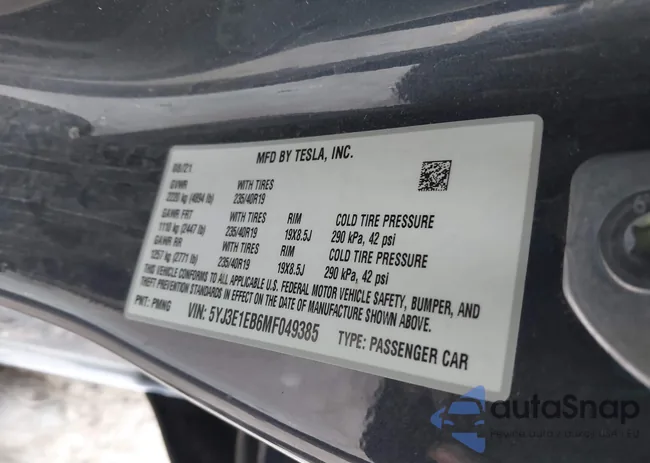 MFD BY TESLA, INC.
08/21
GVWR WITH TIRES
2220 kg (4894 lb) 235/40R19
GAWR FRT WITH TIRES RIM COLD TIRE PRESSURE
1110 kg (2447 lb) 235/40R19 19X8.5J 290 kPa, 42 psi
GAWR RR WITH TIRES RIM COLD TIRE PRESSURE
1257 kg (2771 lb) 235/40R19 19X8.5J 290 kPa, 42 psi
THIS VEHICLE CONFORMS TO ALL APPLICABLE U.S. FEDERAL MOTOR VEHICLE SAFETY, BUMPER, AND
THEFT PREVENTION STANDARDS IN EFFECT ON THE DATE OF MANUFACTURE SHOWN ABOVE.
PNT: PMNG VIN: 5YJ3E1EB6MF049385 TYPE: PASSENGER CAR
autaSnap